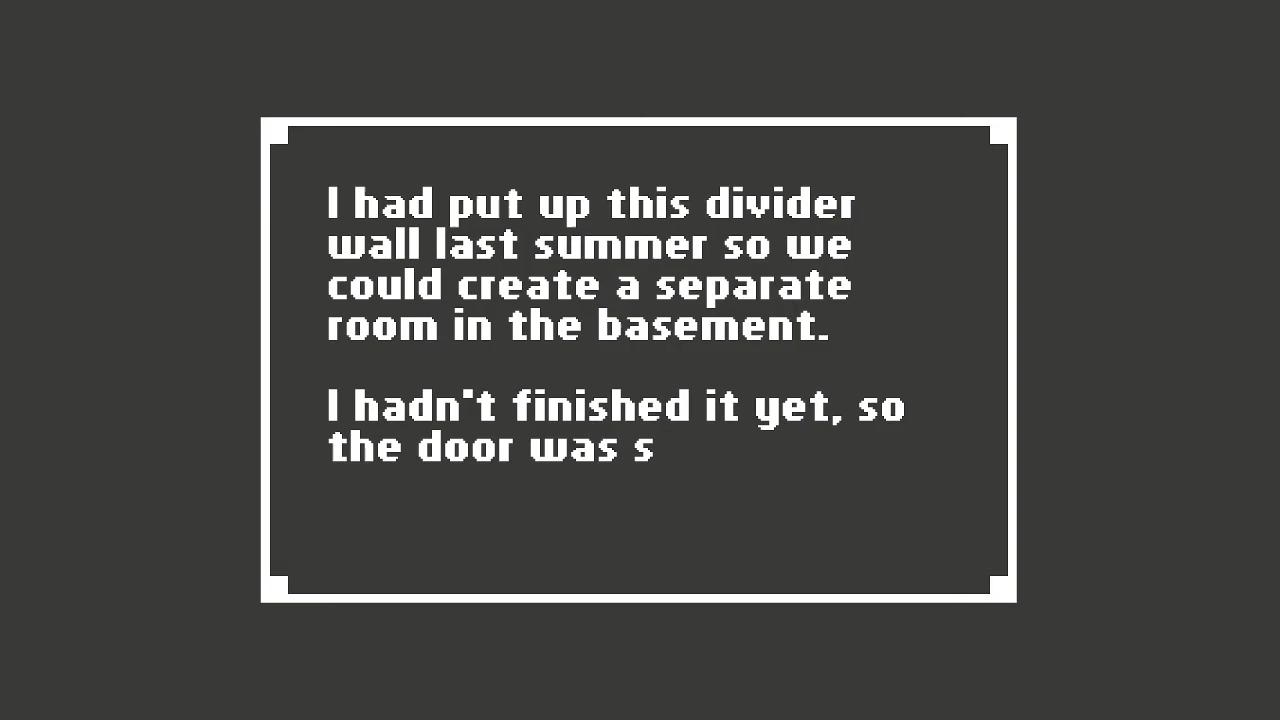 I had put up this divider
wall last summer so we
could create a separate
room in the basement.
I hadn't finished it yet, so
the door was s